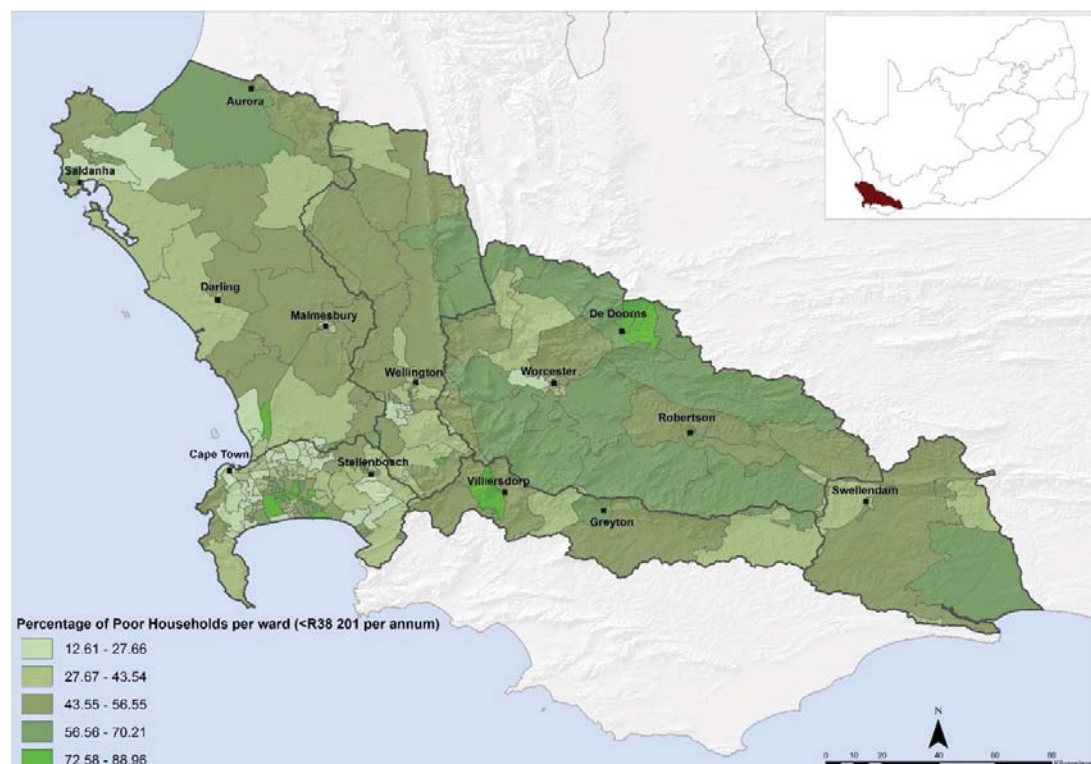 Aurora
Saldanha
Darling
Malmesbury
De Doorns
Wellington
Worcester
Robertson
Cape Town
Stellenbosch
Villiersdorp
Swellendam
Greyton
Percentage of Poor Households per ward (<R38 201 per annum)
12.61 - 27.66
27.67 - 43.54
43.55 - 56.55
56.56 - 70.21
72.58 - 88.96
N
0 5 10 20 40 60 80